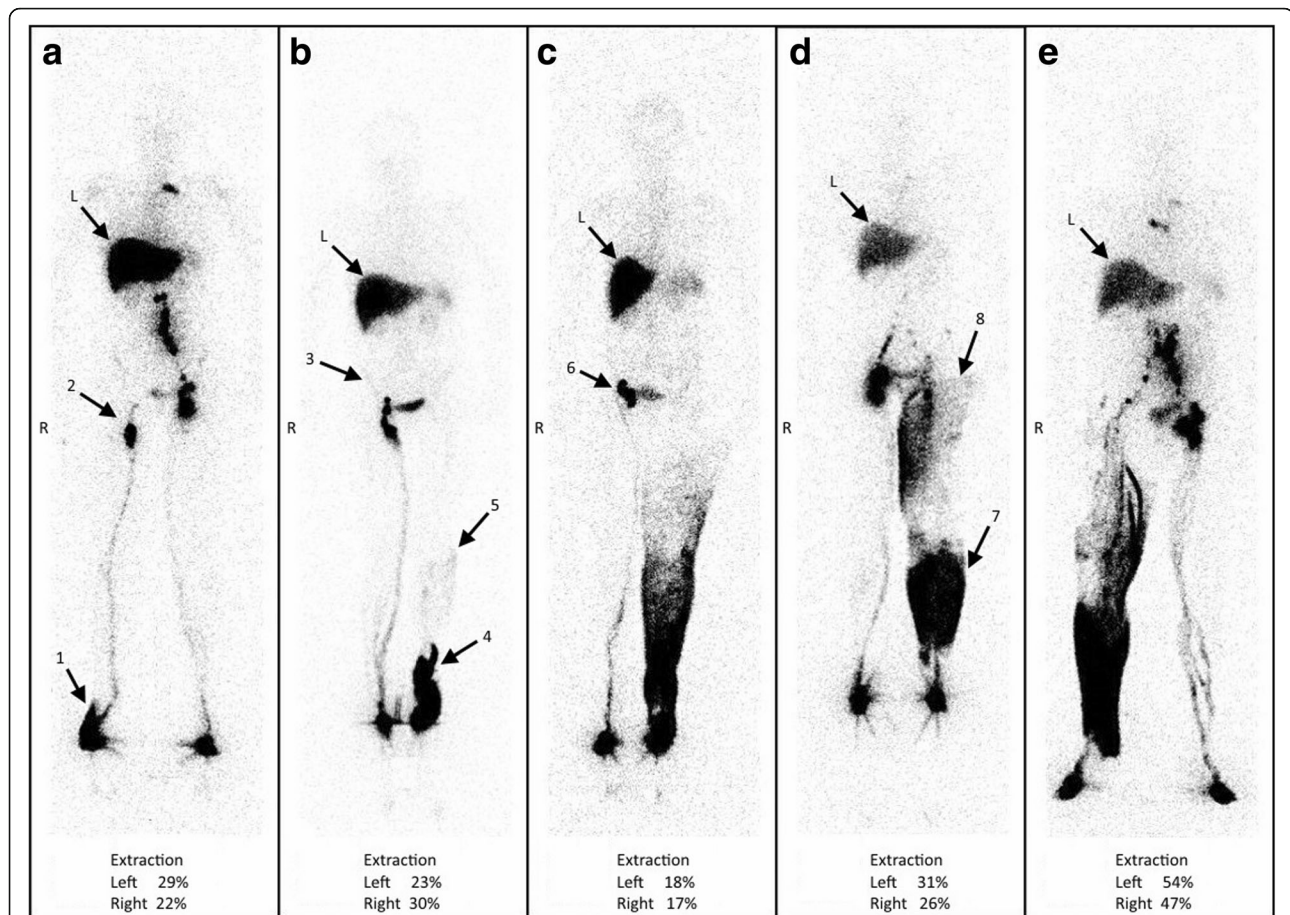 a
b
c
d
e
L
L
L
L
L
8
3
6
2
R
R
R
R
5
7
4
1
Extraction
Left 29%
Right 22%
Extraction
Left 23%
Right 30%
Extraction
Left 18%
Right 17%
Extraction
Left 31%
Right 26%
Extraction
Left 54%
Right 47%